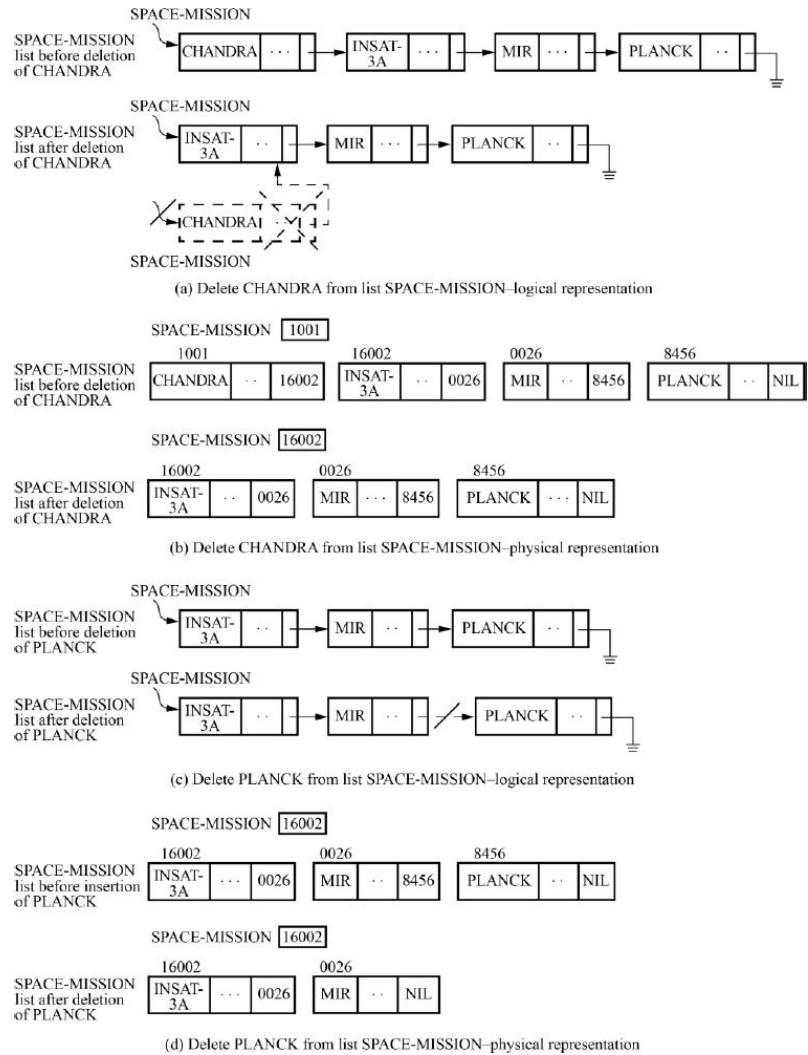 SPACE-MISSION
SPACE-MISSION
list before deletion
of CHANDRA
CHANDRA ... INSAT-3A ... MIR ... PLANCK ..
SPACE-MISSION
SPACE-MISSION
list after deletion
of CHANDRA
INSAT-3A .. MIR ... PLANCK ..
CHANDRA ..
SPACE-MISSION
(a) Delete CHANDRA from list SPACE-MISSION–logical representation
SPACE-MISSION 1001
1001 16002 0026 8456
SPACE-MISSION
list before deletion
of CHANDRA
CHANDRA .. 16002 INSAT-3A .. 0026 MIR .. 8456 PLANCK .. NIL
SPACE-MISSION 16002
16002 0026 8456
SPACE-MISSION
list after deletion
of CHANDRA
INSAT-3A .. 0026 MIR ... 8456 PLANCK ... NIL
(b) Delete CHANDRA from list SPACE-MISSION–physical representation
SPACE-MISSION
SPACE-MISSION
list before deletion
of PLANCK
INSAT-3A .. MIR .. PLANCK ..
SPACE-MISSION
SPACE-MISSION
list after deletion
of PLANCK
INSAT-3A .. MIR .. PLANCK ..
(c) Delete PLANCK from list SPACE-MISSION–logical representation
SPACE-MISSION 16002
16002 0026 8456
SPACE-MISSION
list before insertion
of PLANCK
INSAT-3A ... 0026 MIR .. 8456 PLANCK .. NIL
SPACE-MISSION 16002
16002 0026
SPACE-MISSION
list after deletion
of PLANCK
INSAT-3A ... 0026 MIR .. NIL
(d) Delete PLANCK from list SPACE-MISSION–physical representation